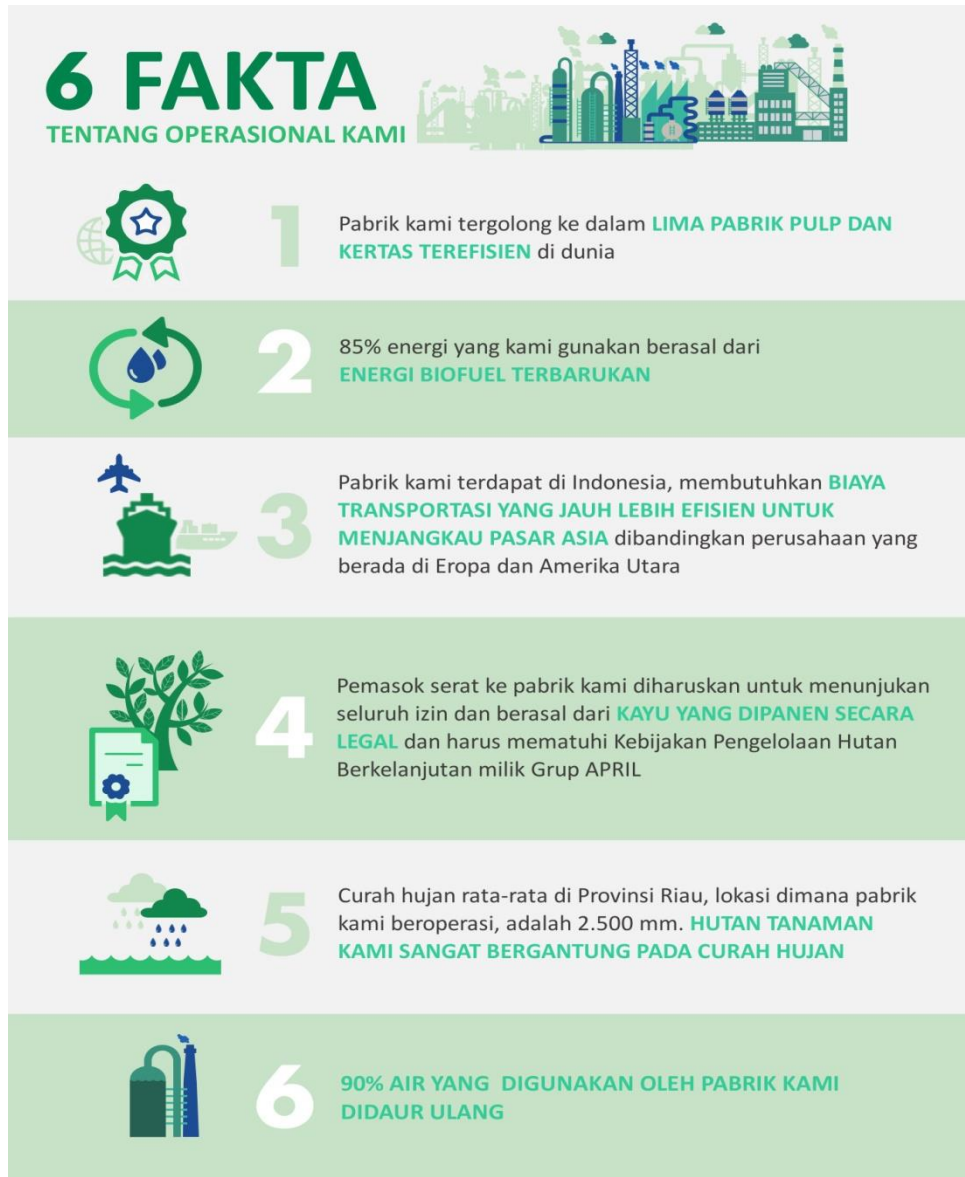 6 FAKTA
TENTANG OPERASIONAL KAMI
1
Pabrik kami tergolong ke dalam LIMA PABRIK PULP DAN
KERTAS TEREFISIEN di dunia
2
85% energi yang kami gunakan berasal dari
ENERGI BIOFUEL TERBARUKAN
3
Pabrik kami terdapat di Indonesia, membutuhkan BIAYA
TRANSPORTASI YANG JAUH LEBIH EFISIEN UNTUK
MENJANGKAU PASAR ASIA dibandingkan perusahaan yang
berada di Eropa dan Amerika Utara
4
Pemasok serat ke pabrik kami diharuskan untuk menunjukan
seluruh izin dan berasal dari KAYU YANG DIPANEN SECARA
LEGAL dan harus mematuhi Kebijakan Pengelolaan Hutan
Berkelanjutan milik Grup APRIL
5
Curah hujan rata-rata di Provinsi Riau, lokasi dimana pabrik
kami beroperasi, adalah 2.500 mm. HUTAN TANAMAN
KAMI SANGAT BERGANTUNG PADA CURAH HUJAN
6
90% AIR YANG DIGUNAKAN OLEH PABRIK KAMI
DIDAUR ULANG